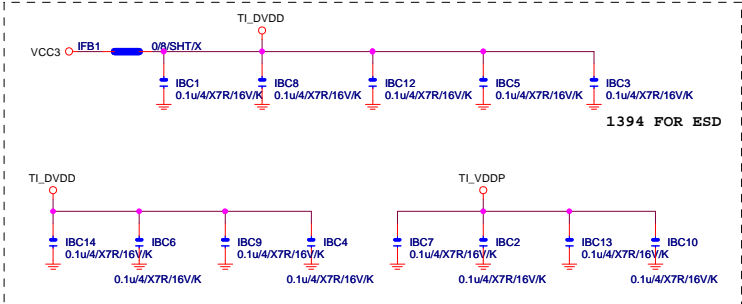 TI_DVDD
VCC3 IFB1 0/8/SHT/X
IBC1 IBC8 IBC12 IBC5 IBC3
0.1u/4/X7R/16V/K 0.1u/4/X7R/16V/K 0.1u/4/X7R/16V/K 0.1u/4/X7R/16V/K 0.1u/4/X7R/16V/K
1394 FOR ESD
TI_DVDD TI_VDDP
IBC14 IBC6 IBC9 IBC4 IBC7 IBC2 IBC13 IBC10
0.1u/4/X7R/16V/K 0.1u/4/X7R/16V/K 0.1u/4/X7R/16V/K 0.1u/4/X7R/16V/K
0.1u/4/X7R/16V/K 0.1u/4/X7R/16V/K 0.1u/4/X7R/16V/K 0.1u/4/X7R/16V/K